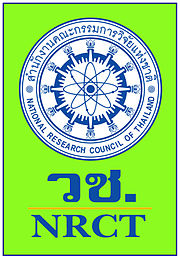 สำนักงานคณะกรรมการวิจัยแห่งชาติ
NATIONAL RESEARCH COUNCIL OF THAILAND
วช.
NRCT